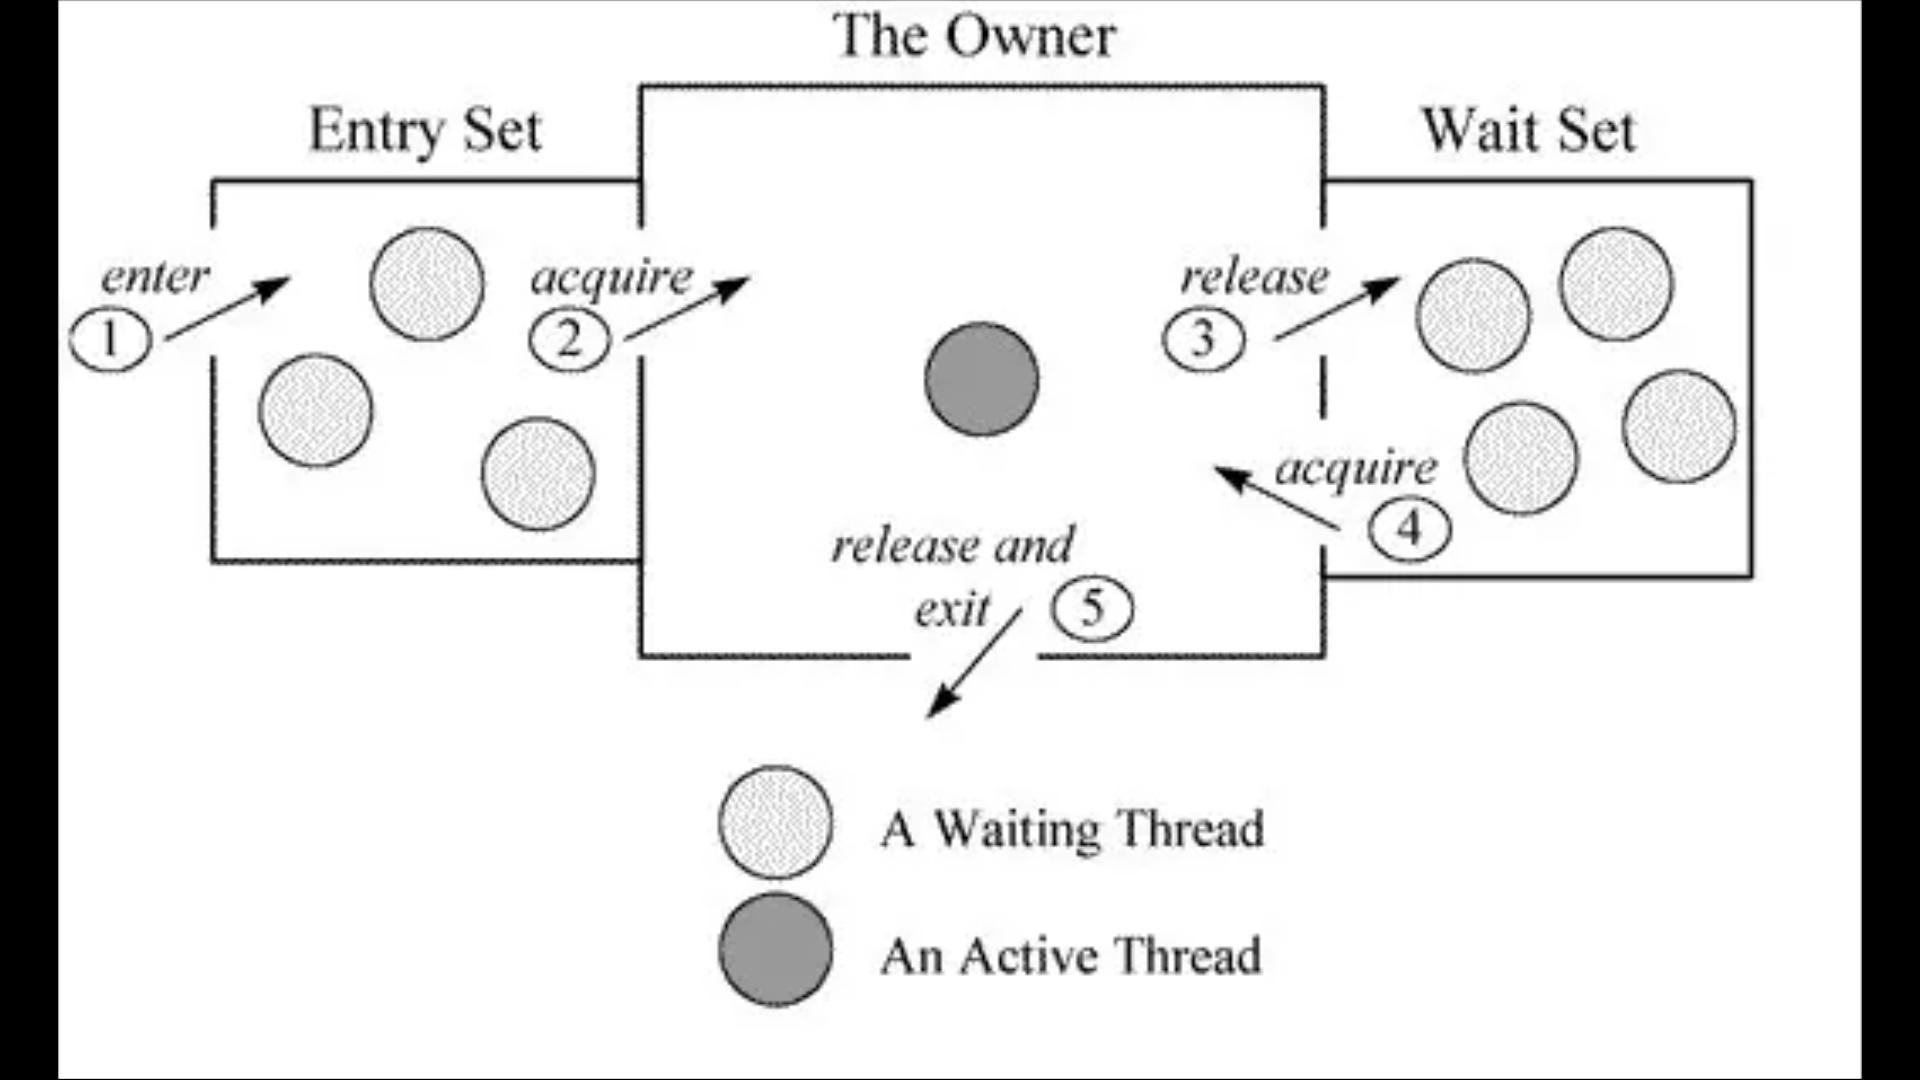 The Owner
Entry Set
Wait Set
enter
1
acquire
2
release
3
acquire
4
release and
exit
5
A Waiting Thread
An Active Thread